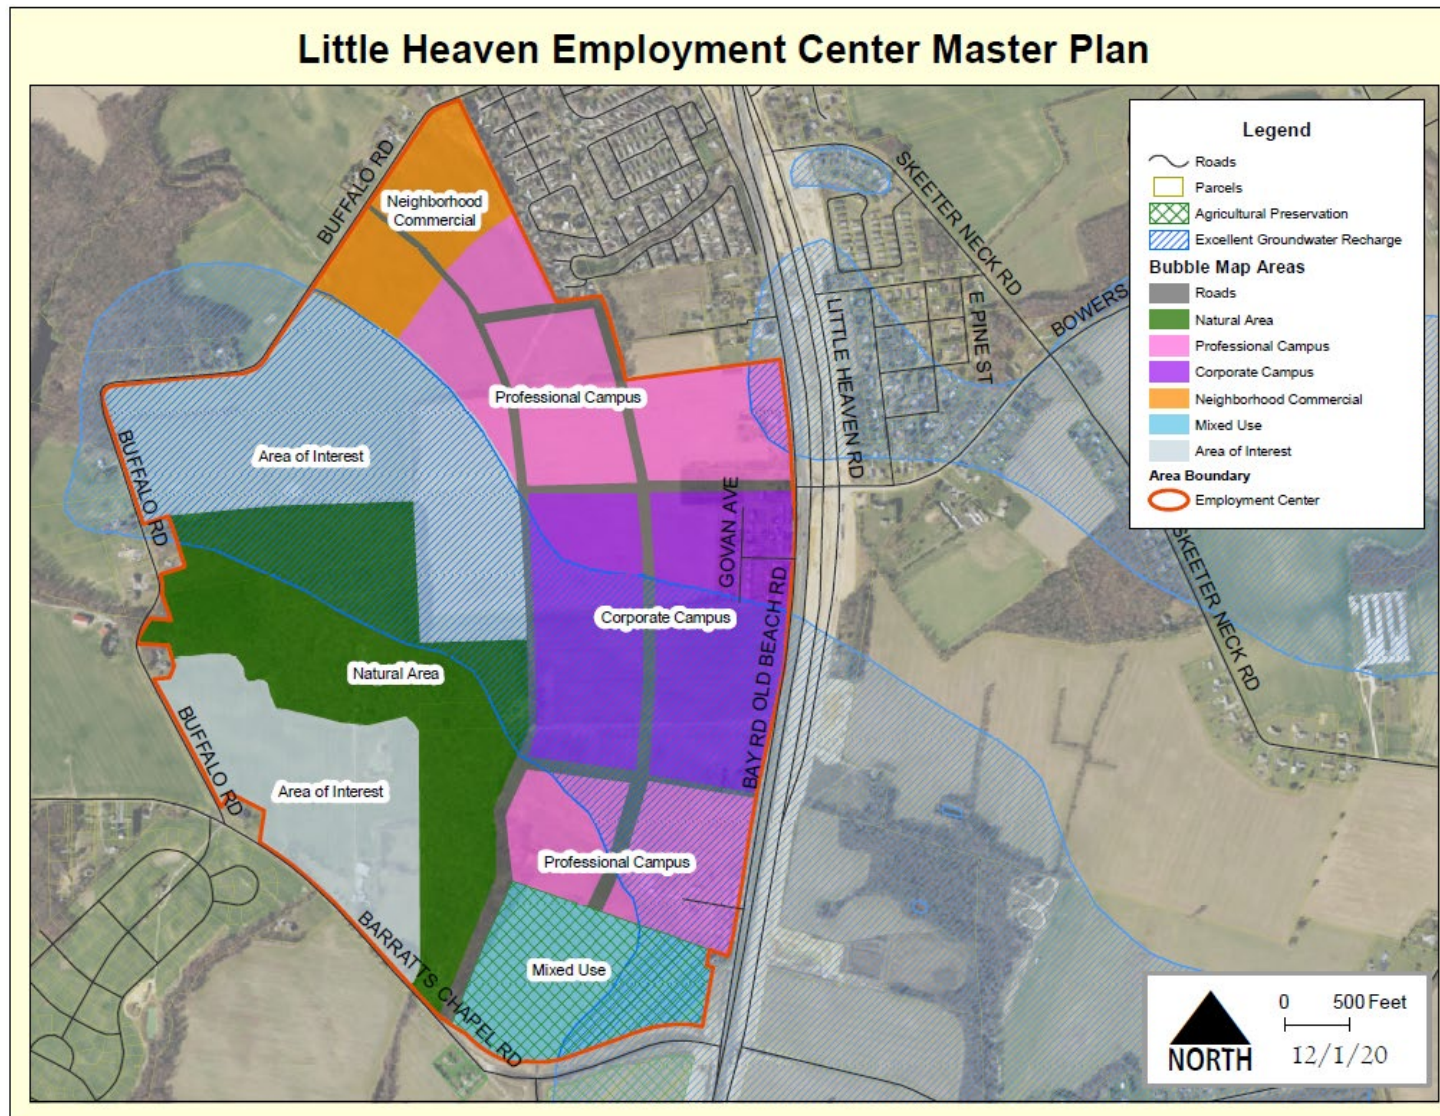 Little Heaven Employment Center Master Plan
Legend
Roads
Parcels
Agricultural Preservation
Excellent Groundwater Recharge
Bubble Map Areas
Roads
Natural Area
Professional Campus
Corporate Campus
Neighborhood Commercial
Mixed Use
Area of Interest
Area Boundary
Employment Center
BUFFALO RD
Neighborhood
Commercial
SKEETER NECK RD
E PINE ST
BOWERS
LITTLE HEAVEN RD
Professional Campus
Area of Interest
BUFFALO RD
GOVAN AVE
SKEETER NECK RD
Corporate Campus
BAY RD OLD BEACH RD
Natural Area
BUFFALO RD
Area of Interest
Professional Campus
BARRATTS CHAPEL RD
Mixed Use
NORTH
0 500 Feet
12/1/20